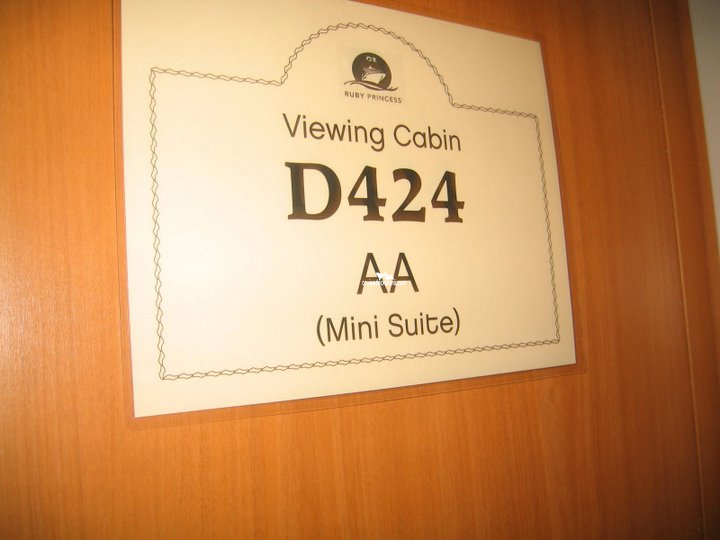 RUBY PRINCESS
Viewing Cabin
D424
AA
(Mini Suite)